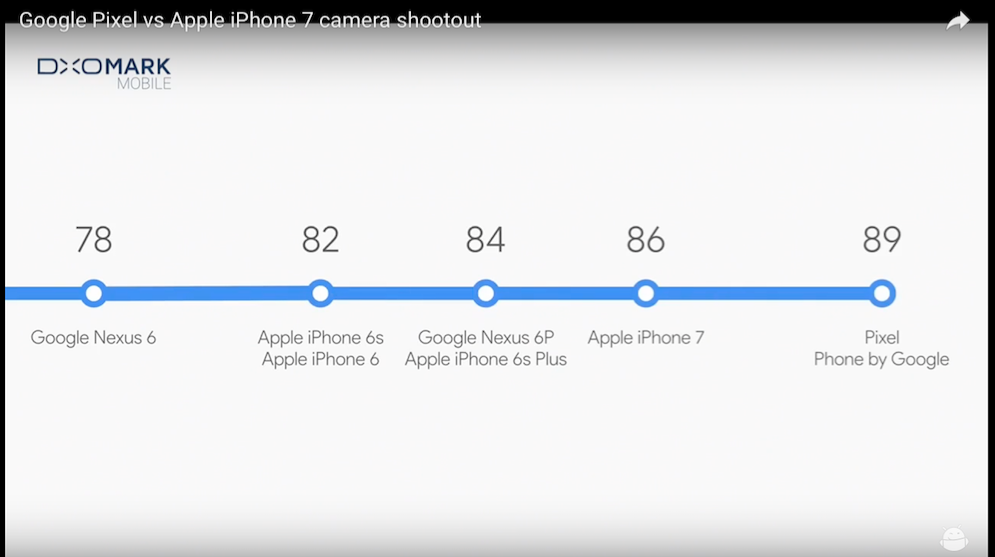 Google Pixel vs Apple iPhone 7 camera shootout
DXOMARK
MOBILE
78 82 84 86 89
Google Nexus 6 Apple iPhone 6s Google Nexus 6P Apple iPhone 7 Pixel
Apple iPhone 6 Apple iPhone 6s Plus Phone by Google